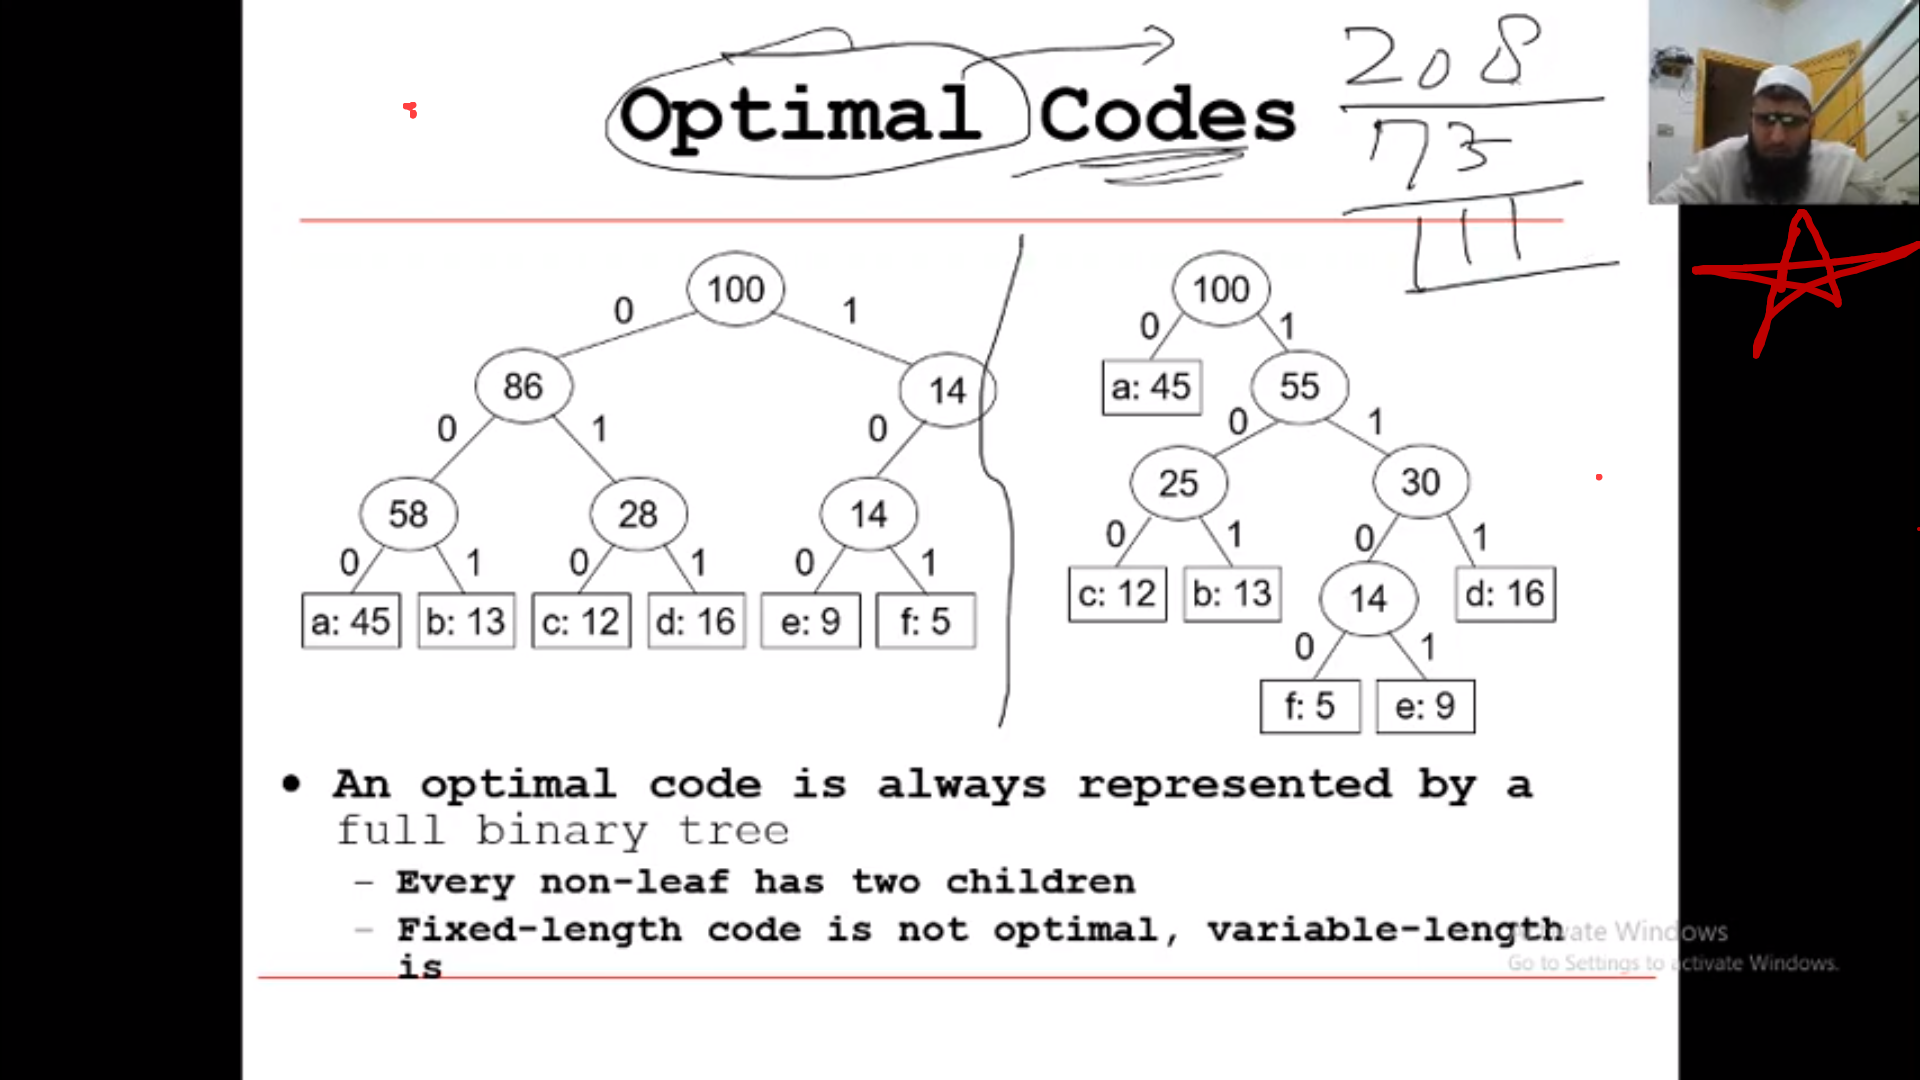 Optimal Codes
208
73
111
100 100
0 1 0 1
86 14 a: 45 55
0 1 0 0 1
58 28 14 25 30
0 1 0 1 0 1 0 1 0 1
a: 45 b: 13 c: 12 d: 16 e: 9 f: 5 c: 12 b: 13 14 d: 16
0 1
f: 5 e: 9
• An optimal code is always represented by a
full binary tree
– Every non-leaf has two children
– Fixed-length code is not optimal, variable-length
is
Activate Windows
Go to Settings to activate Windows.